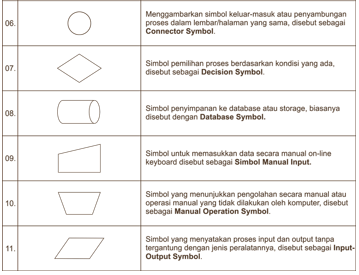 06.
Menggambarkan simbol keluar-masuk atau penyambungan
proses dalam lembar/halaman yang sama, disebut sebagai
Connector Symbol.
07.
Simbol pemilihan proses berdasarkan kondisi yang ada,
disebut sebagai Decision Symbol.
08.
Simbol penyimpanan ke database atau storage, biasanya
disebut dengan Database Symbol.
09.
Simbol untuk memasukkan data secara manual on-line
keyboard disebut sebagai Simbol Manual Input.
10.
Simbol yang menunjukkan pengolahan secara manual atau
operasi manual yang tidak dilakukan oleh komputer, disebut
sebagai Manual Operation Symbol.
11.
Simbol yang menyatakan proses input dan output tanpa
tergantung dengan jenis peralatannya, disebut sebagai Input-
Output Symbol.